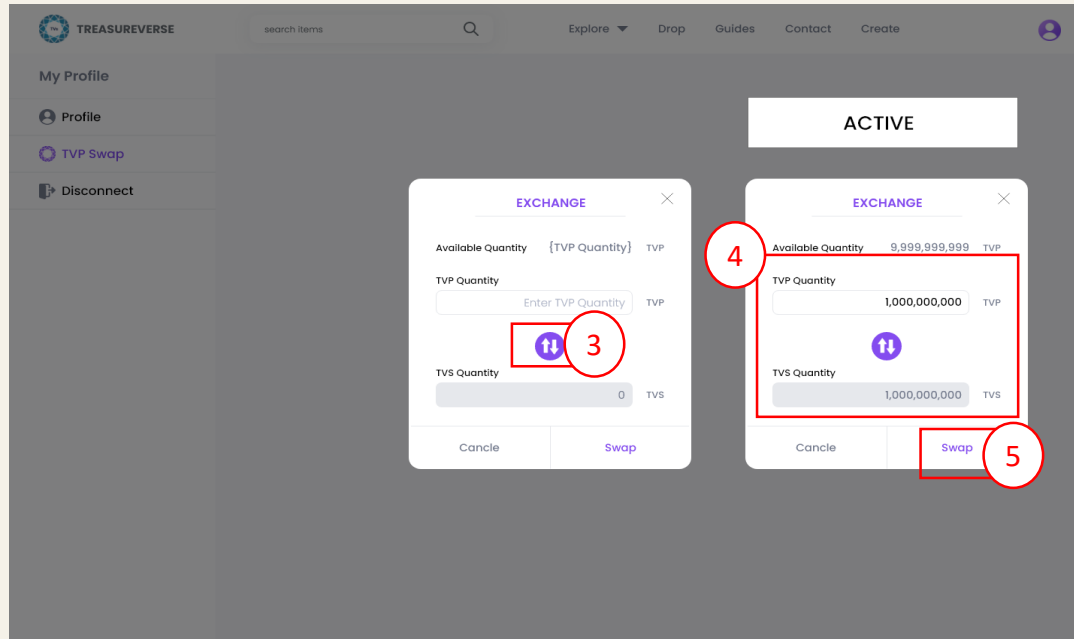 TREASUREVERSE
search items
Explore
Drop
Guides
Contact
Create
My Profile
Profile
TVP Swap
Disconnect
ACTIVE
EXCHANGE
Available Quantity {TVP Quantity} TVP
TVP Quantity
Enter TVP Quantity TVP
3
TVS Quantity
0 TVS
Cancle Swap
EXCHANGE
4
Available Quantity 9,999,999,999 TVP
TVP Quantity
1,000,000,000 TVP
TVS Quantity
1,000,000,000 TVS
Cancle Swap
5